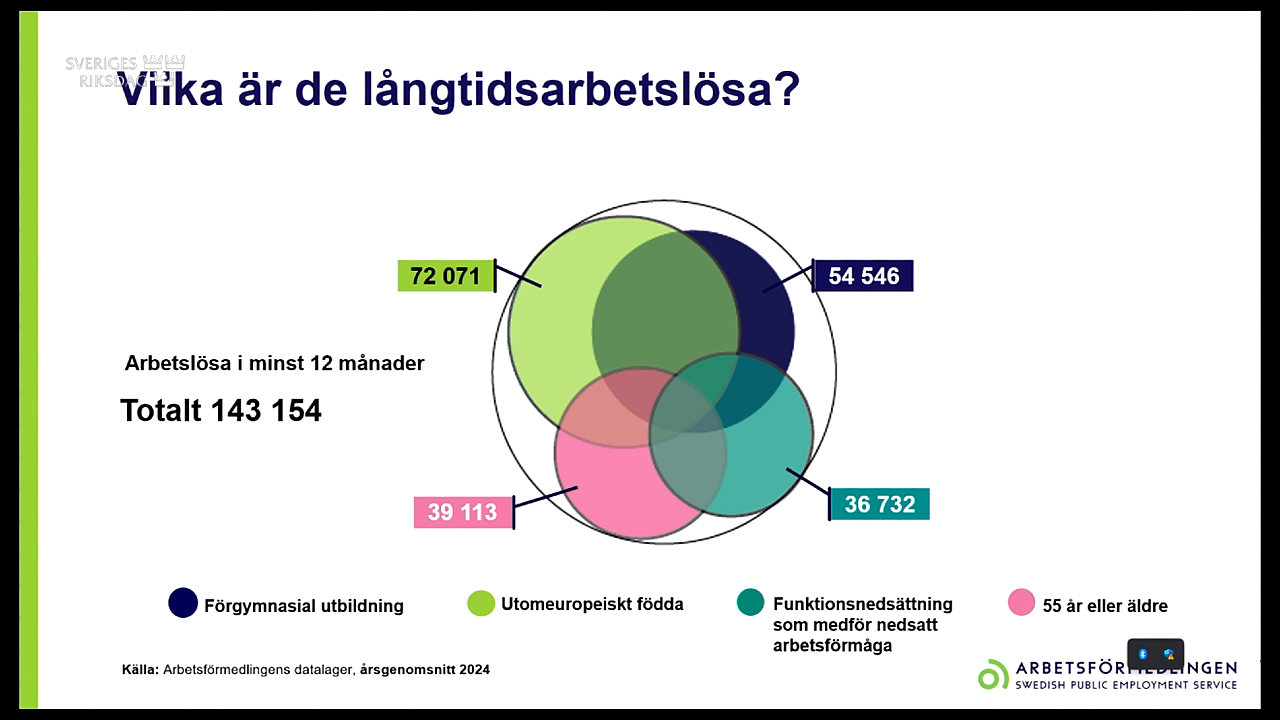 SVERIGES
RIKSDAG
Vilka är de långtidsarbetslösa?
72 071
54 546
Arbetslösa i minst 12 månader
Totalt 143 154
39 113
36 732
Förgymnasial utbildning
Utomeuropeiskt födda
Funktionsnedsättning
som medför nedsatt
arbetsförmåga
55 år eller äldre
Källa: Arbetsförmedlingens datalager, årsgenomsnitt 2024
ARBETSFÖRMEDLINGEN
SWEDISH PUBLIC EMPLOYMENT SERVICE